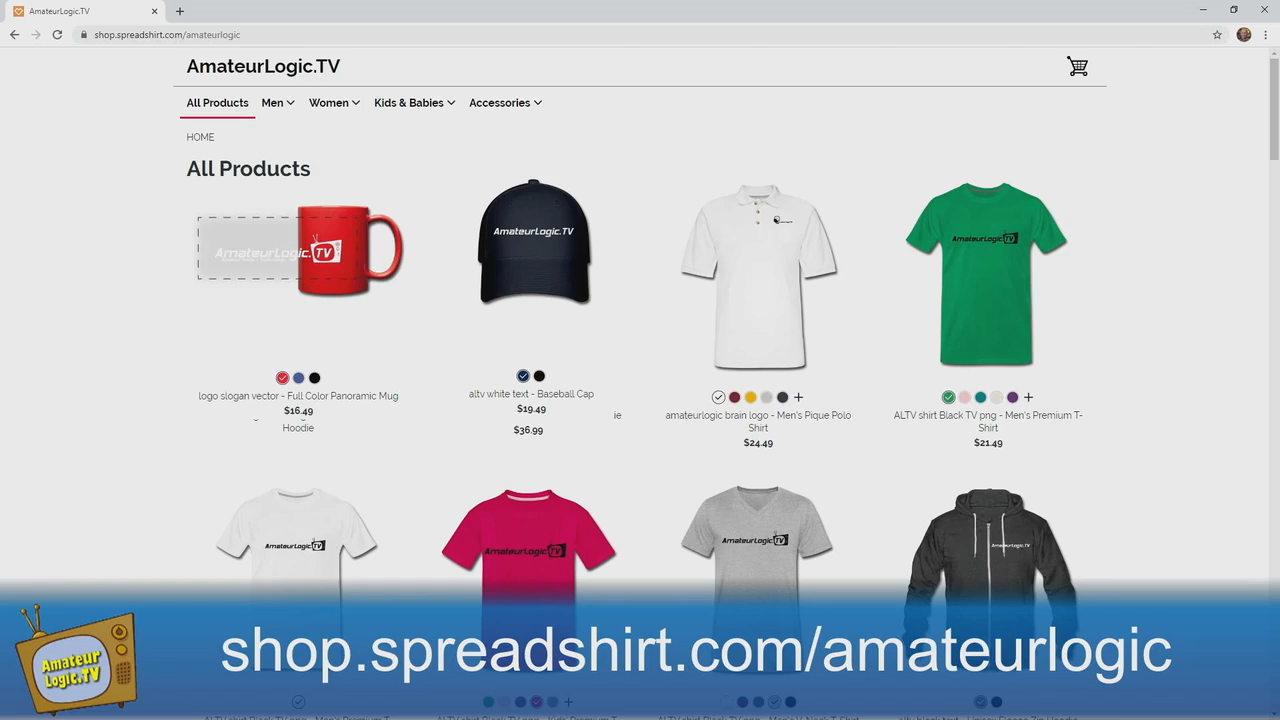 AmateurLogic.TV
shop.spreadshirt.com/amateurlogic
AmateurLogic.TV
All Products
Men
Women
Kids & Babies
Accessories
HOME
All Products
AmateurLogic.TV
AmateurLogic.TV
AmateurLogic.TV
logo slogan vector - Full Color Panoramic Mug
$16.49
Hoodie
altv white text - Baseball Cap
$19.49
$36.99
ie
amateurlogic brain logo - Men's Pique Polo
Shirt
$24.49
ALTV shirt Black TV png - Men's Premium T-
Shirt
$21.49
AmateurLogic.TV
AmateurLogic.TV
AmateurLogic.TV
AmateurLogic.TV
Amateur
Logic.TV
shop.spreadshirt.com/amateurlogic